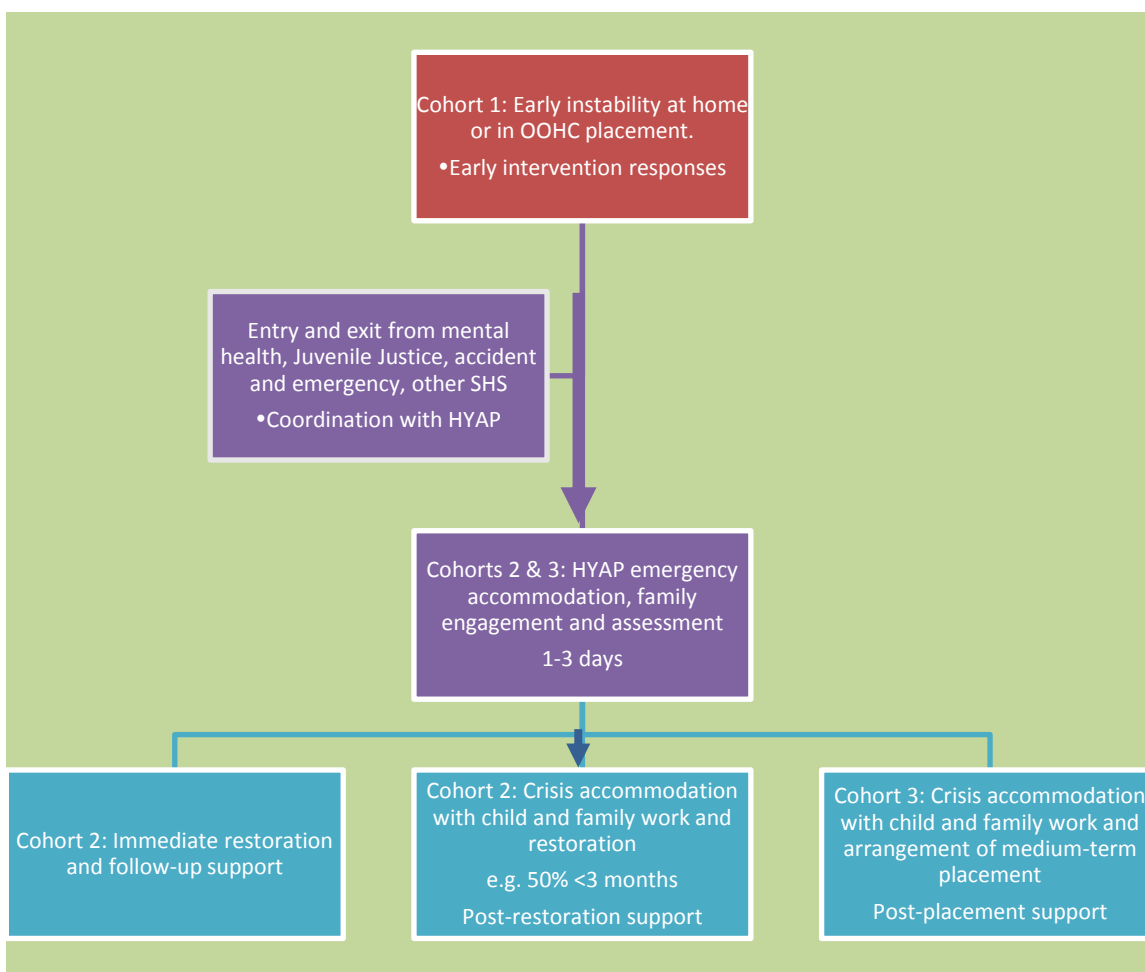 Cohort 1: Early instability at home
or in OOHC placement.
•Early intervention responses
Entry and exit from mental
health, Juvenile Justice, accident
and emergency, other SHS
•Coordination with HYAP
Cohorts 2 & 3: HYAP emergency
accommodation, family
engagement and assessment
1-3 days
Cohort 2: Immediate restoration
and follow-up support
Cohort 2: Crisis accommodation
with child and family work and
restoration
e.g. 50% <3 months
Post-restoration support
Cohort 3: Crisis accommodation
with child and family work and
arrangement of medium-term
placement
Post-placement support